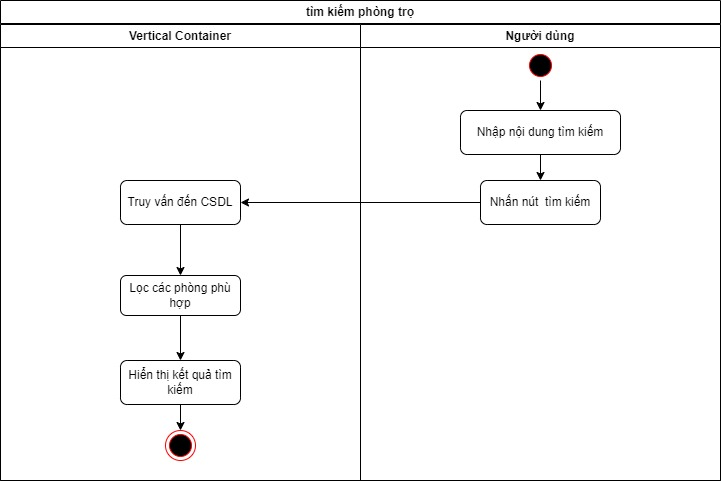 tìm kiếm phòng trọ
Vertical Container
Người dùng
Nhập nội dung tìm kiếm
Nhấn nút tìm kiếm
Truy vấn đến CSDL
Lọc các phòng phù
hợp
Hiển thị kết quả tìm
kiếm